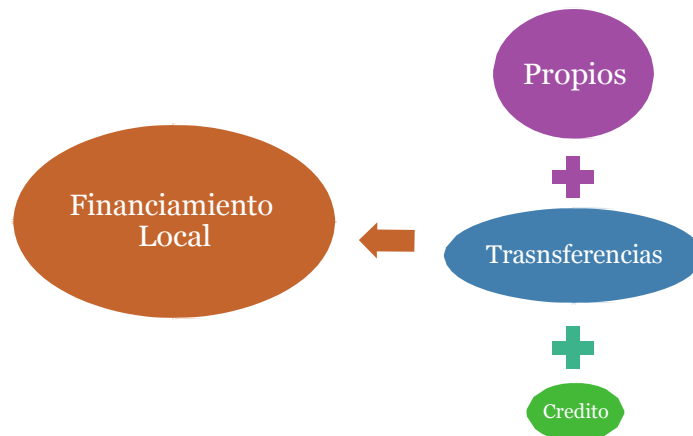 Propios
Financiamiento
Local
Trasnsferencias
Credito